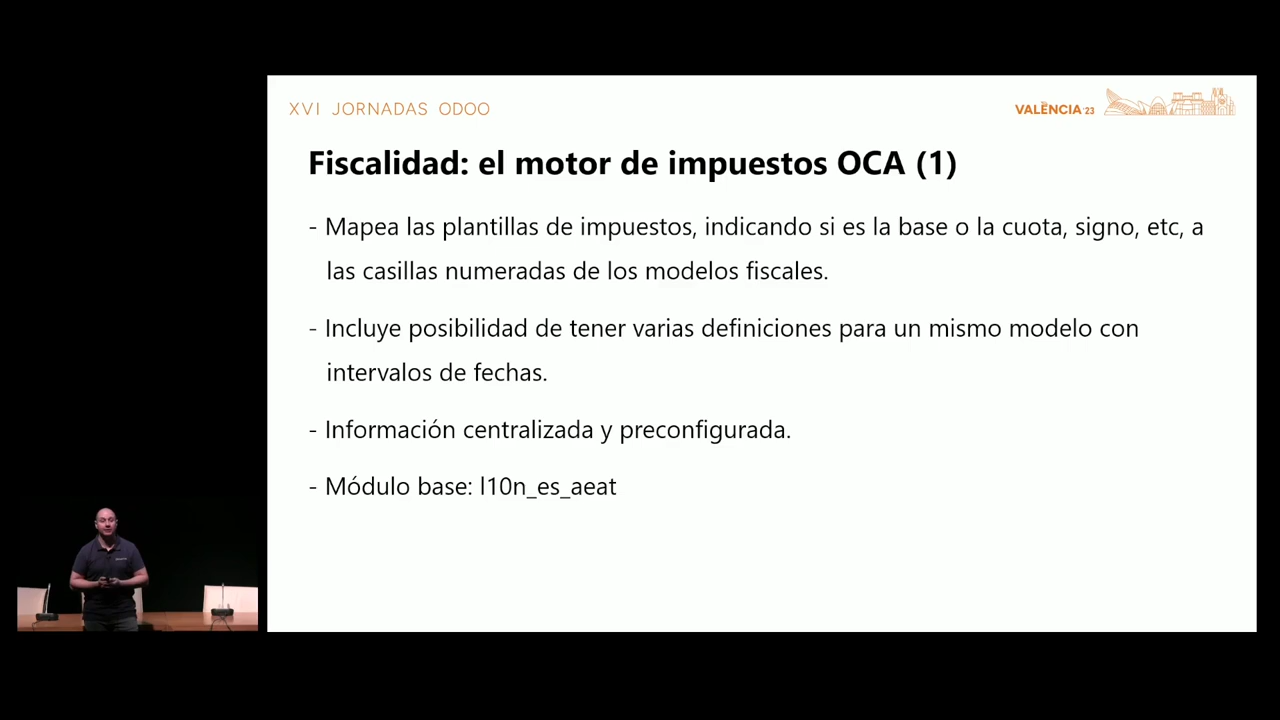 XVI JORNADAS ODOO
VALÈNCIA '23
Fiscalidad: el motor de impuestos OCA (1)
- Mapea las plantillas de impuestos, indicando si es la base o la cuota, signo, etc, a
las casillas numeradas de los modelos fiscales.
- Incluye posibilidad de tener varias definiciones para un mismo modelo con
intervalos de fechas.
- Información centralizada y preconfigurada.
- Módulo base: l10n_es_aeat